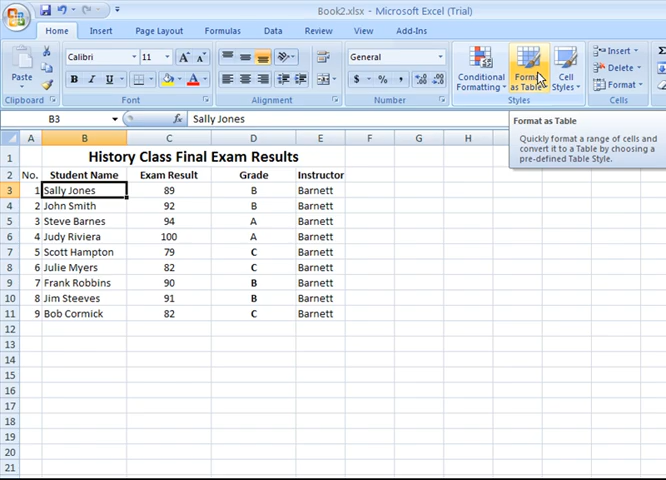 Book2.xlsx - Microsoft Excel (Trial)
Home Insert Page Layout Formulas Data Review View Add-Ins
Paste
Calibri 11
A A
General
Conditional Formatting
Format as Table
Cell Styles
Insert
Delete
Format
B I U A
$ % ,
Clipboard Font Alignment Number Styles Cells
B3 Sally Jones
Format as Table
Quickly format a range of cells and
convert it to a Table by choosing a
pre-defined Table Style.
A B C D E F G H
1 History Class Final Exam Results
2 No. Student Name Exam Result Grade Instructor
3 1 Sally Jones 89 B Barnett
4 2 John Smith 92 B Barnett
5 3 Steve Barnes 94 A Barnett
6 4 Judy Riviera 100 A Barnett
7 5 Scott Hampton 79 C Barnett
8 6 Julie Myers 82 C Barnett
9 7 Frank Robbins 90 B Barnett
10 8 Jim Steeves 91 B Barnett
11 9 Bob Cormick 82 C Barnett
12
13
14
15
16
17
18
19
20
21